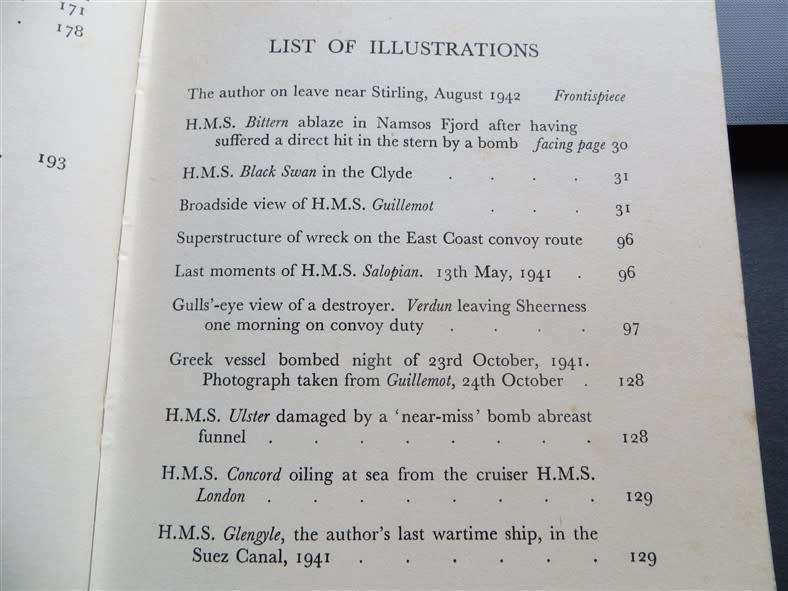 171
178
193
LIST OF ILLUSTRATIONS
The author on leave near Stirling, August 1942 Frontispiece
H.M.S. Bittern ablaze in Namsos Fjord after having
suffered a direct hit in the stern by a bomb facing page 30
H.M.S. Black Swan in the Clyde . . . . 31
Broadside view of H.M.S. Guillemot . . . 31
Superstructure of wreck on the East Coast convoy route 96
Last moments of H.M.S. Salopian. 13th May, 1941 . 96
Gulls'-eye view of a destroyer. Verdun leaving Sheerness
one morning on convoy duty . . . . 97
Greek vessel bombed night of 23rd October, 1941.
Photograph taken from Guillemot, 24th October . 128
H.M.S. Ulster damaged by a 'near-miss' bomb abreast
funnel . . . . . . . . 128
H.M.S. Concord oiling at sea from the cruiser H.M.S.
London . . . . . . . . 129
H.M.S. Glengyle, the author's last wartime ship, in the
Suez Canal, 1941 . . . . . . 129